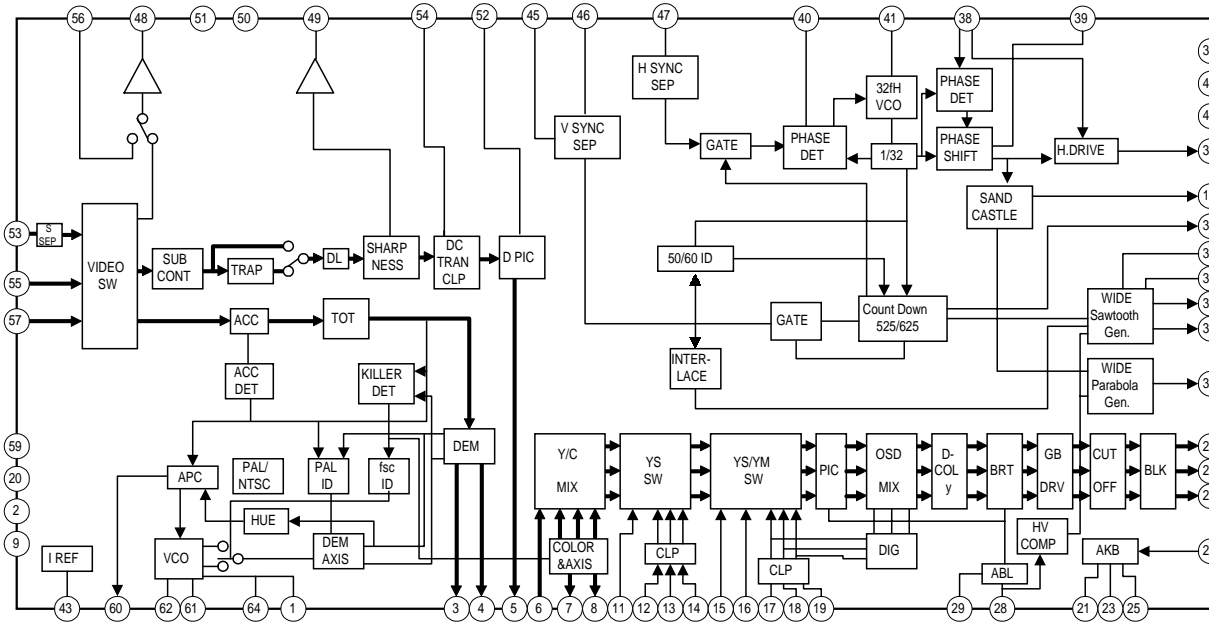 56
48
51
50
49
54
52
45
46
47
40
41
38
39
H SYNC
SEP
32fH
VCO
PHASE
DET
V SYNC
SEP
GATE
PHASE
DET
1/32
PHASE
SHIFT
H.DRIVE
SAND
CASTLE
53
S
SEP
VIDEO
SW
SUB
CONT
TRAP
DL
SHARP
NESS
DC
TRAN
CLP
D PIC
50/60 ID
55
57
ACC
TOT
GATE
Count Down
525/625
WIDE
Sawtooth
Gen.
INTER-
LACE
ACC
DET
KILLER
DET
WIDE
Parabola
Gen.
59
20
2
9
DEM
APC
PAL/
NTSC
PAL
ID
fsc
ID
HUE
VCO
DEM
AXIS
I REF
Y/C
MIX
YS
SW
YS/YM
SW
PIC
OSD
MIX
D-
COL
y
BRT
GB
DRV
CUT
OFF
BLK
COLOR
&AXIS
CLP
CLP
DIG
HV
COMP
ABL
AKB
43
60
62
61
64
1
3
4
5
6
7
8
11
12
13
14
15
16
17
18
19
29
28
21
23
25